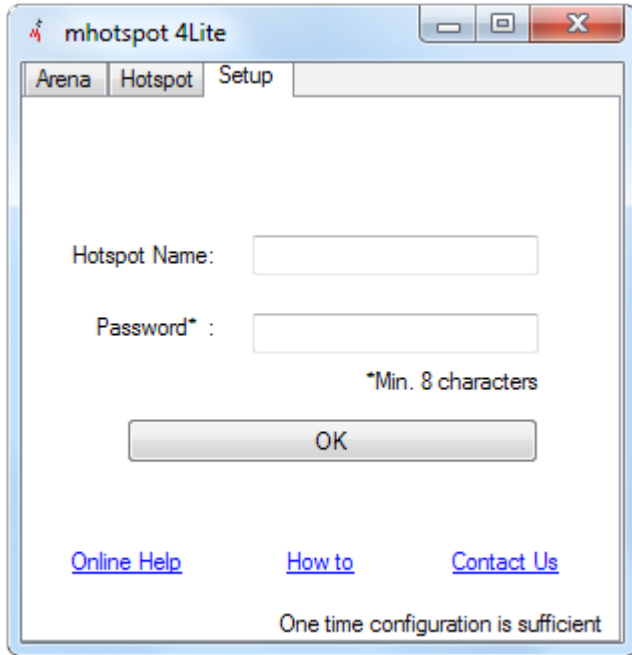 mhotspot 4Lite
Arena Hotspot Setup
Hotspot Name:
Password* :
*Min. 8 characters
OK
Online Help How to Contact Us
One time configuration is sufficient